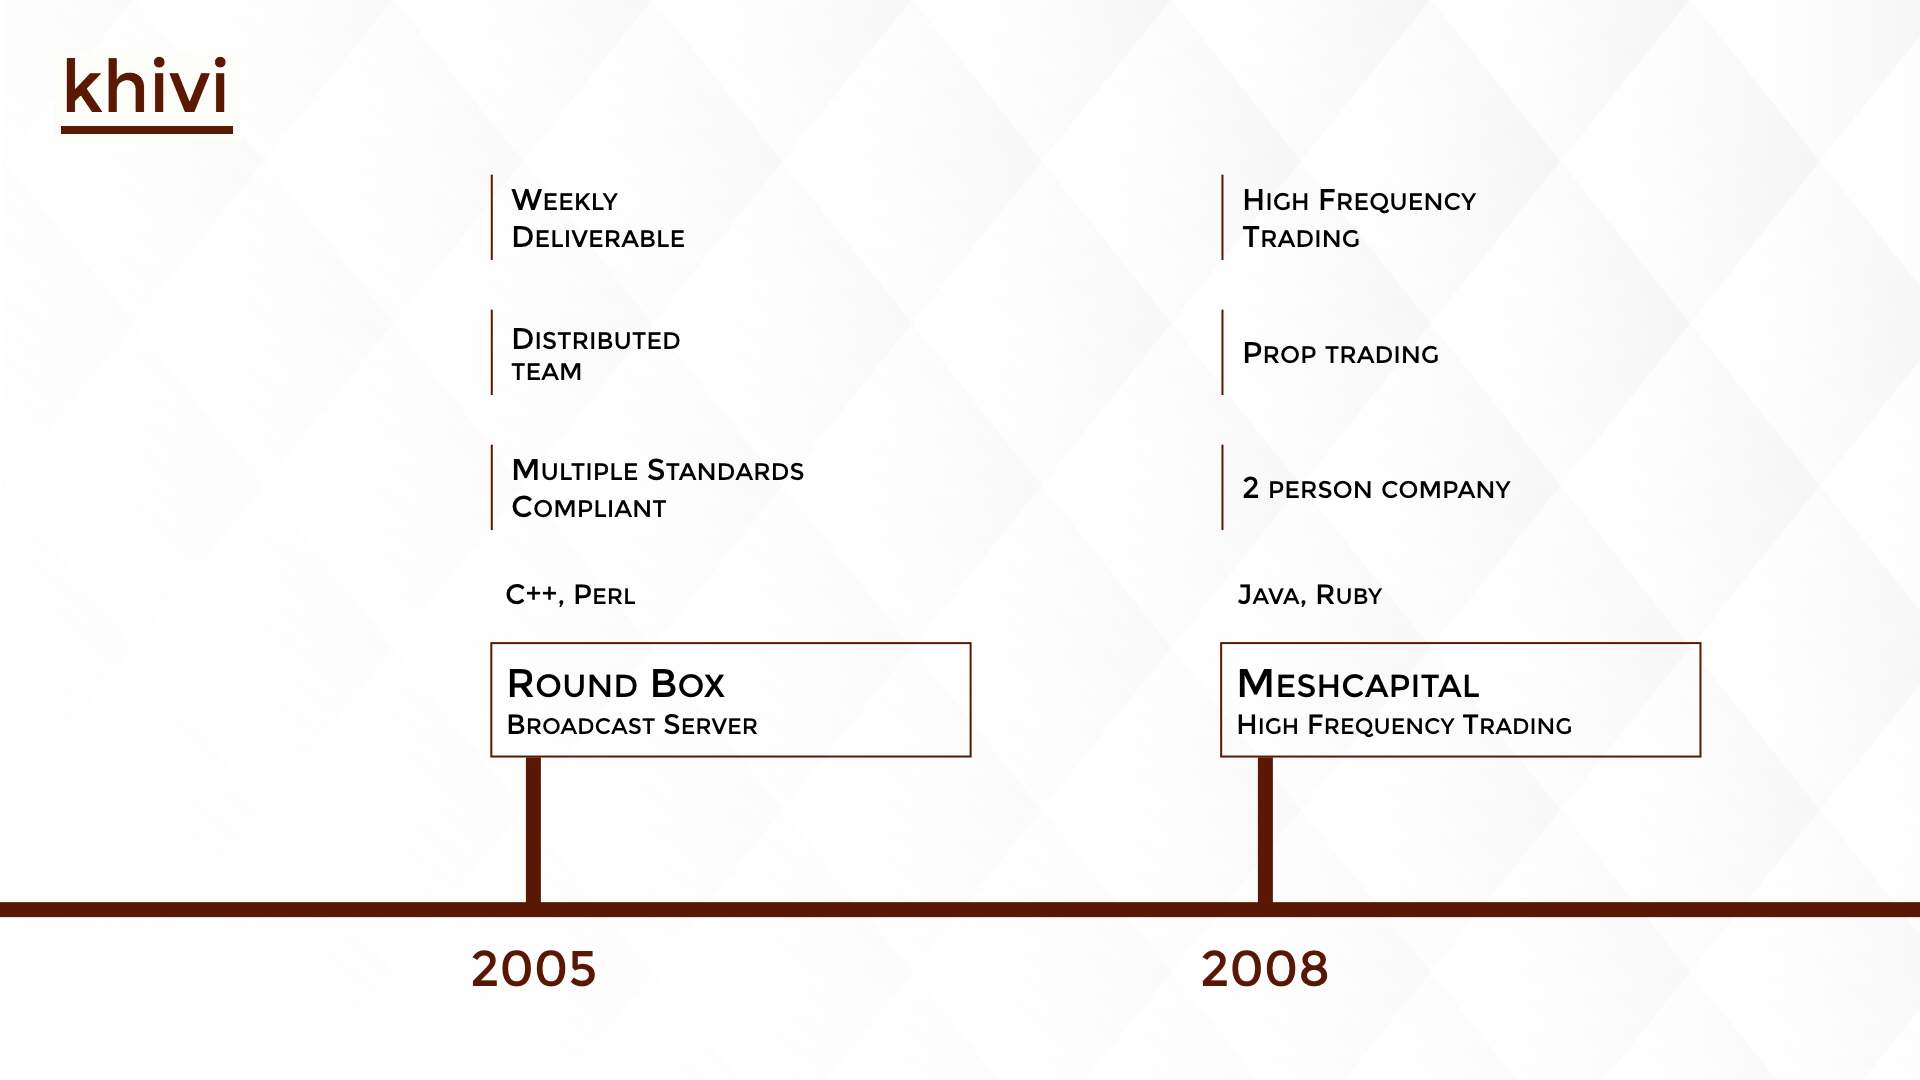 khivi
Weekly
Deliverable
Distributed
team
Multiple Standards
Compliant
C++, Perl
Round Box
Broadcast Server
2005
High Frequency
Trading
Prop trading
2 person company
Java, Ruby
Meshcapital
High Frequency Trading
2008